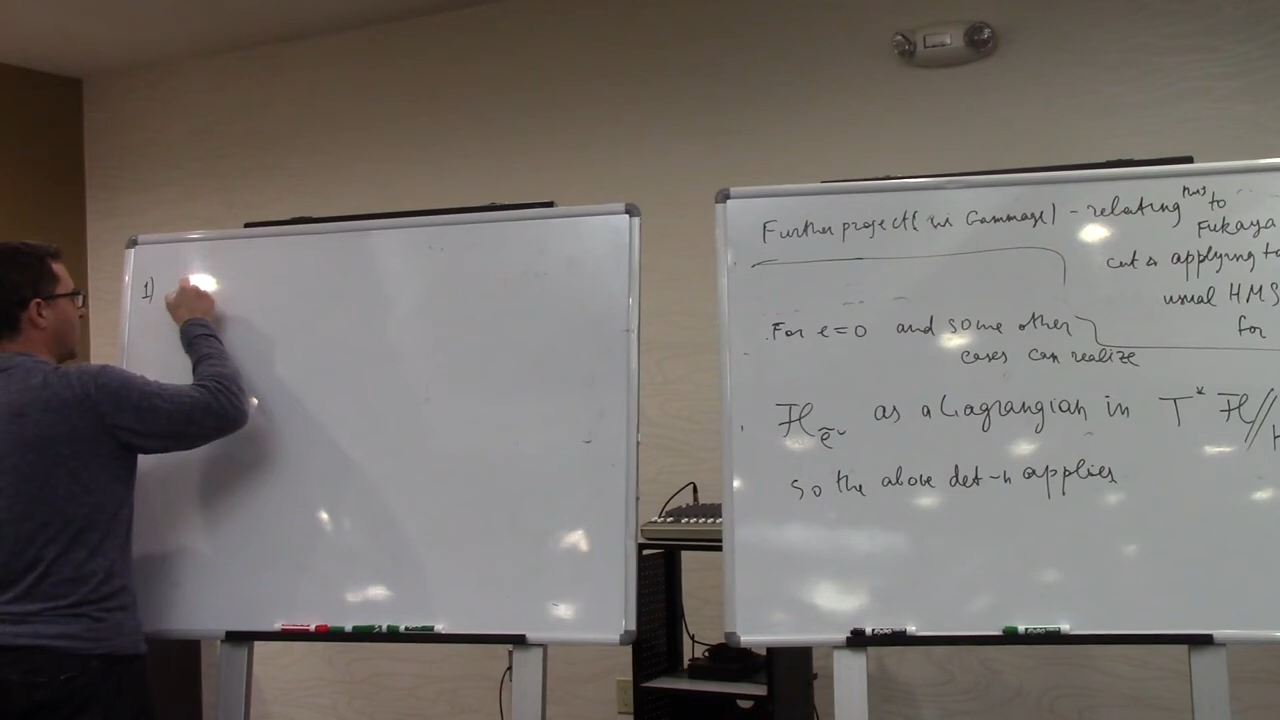 1)
Further project (w Gammage) - relating this to
Fukaya
cat & applying to
usual HMS
for
For e=0 and some other
cases can realize
ℋ_ẽ as a Lagrangian in T*ℋ//
so the above def-n applies